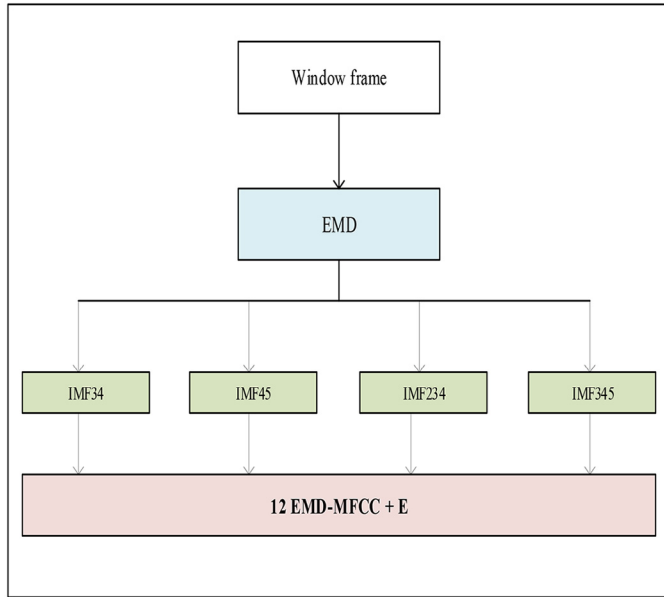 Window frame
EMD
IMF34
IMF45
IMF234
IMF345
12 EMD-MFCC + E